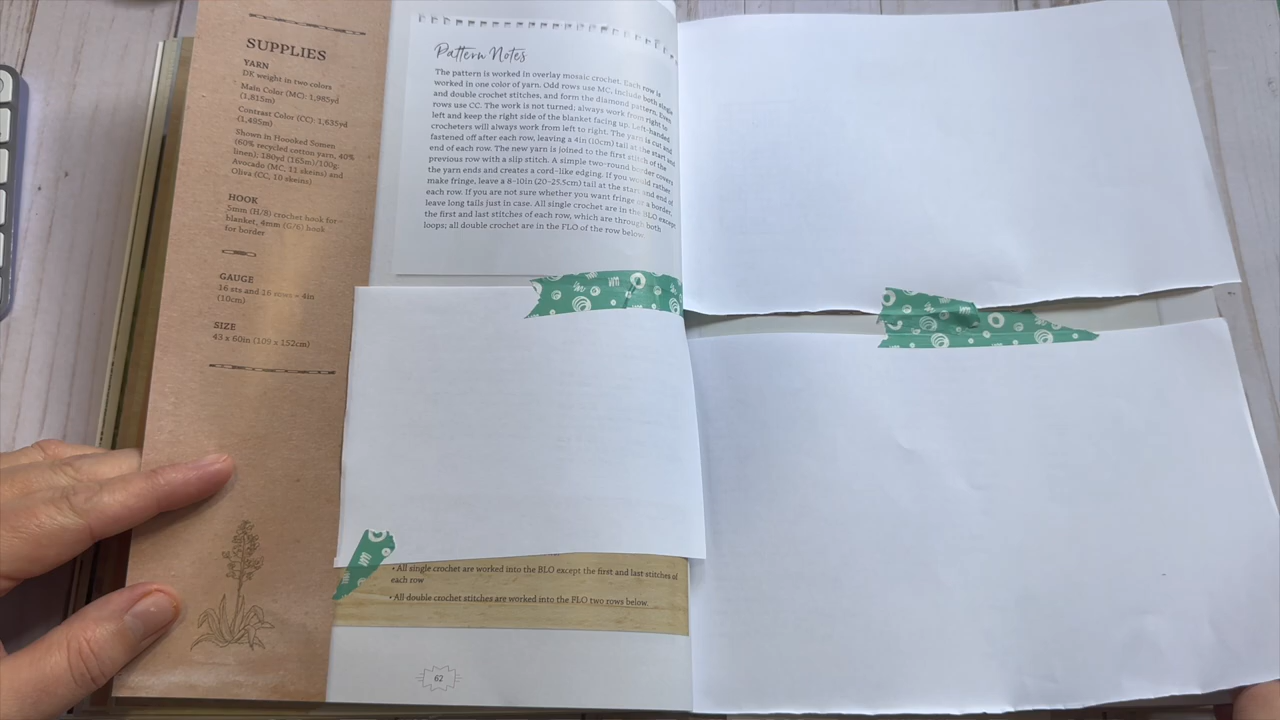 SUPPLIES
YARN
DK weight in two colors
Main Color (MC): 1,985yd
(1,815m)
Contrast Color (CC): 1,635yd
(1,495m)
Shown in Hoooked Somen
(60% recycled cotton yarn, 40%
linen); 180yd (165m)/100g:
Avocado (MC, 11 skeins) and
Oliva (CC, 10 skeins)
HOOK
5mm (H/8) crochet hook for
blanket, 4mm (G/6) hook
for border
GAUGE
16 sts and 16 rows = 4in
(10cm)
SIZE
43 x 60in (109 x 152cm)
Pattern Notes
The pattern is worked in overlay mosaic crochet. Each row is
worked in one color of yarn. Odd rows use MC, include both single
and double crochet stitches, and form the diamond pattern. Even
rows use CC. The work is not turned; always work from right to
left and keep the right side of the blanket facing up. Left-handed
crocheters will always work from left to right. The yarn is cut and
fastened off after each row, leaving a 4in (10cm) tail at the start and
end of each row. The new yarn is joined to the first stitch of the
previous row with a slip stitch. A simple two-round border covers
the yarn ends and creates a cord-like edging. If you would rather
make fringe, leave a 8-10in (20-25.5cm) tail at the start and end of
each row. If you are not sure whether you want fringe or a border,
leave long tails just in case. All single crochet are in the BLO except
the first and last stitches of each row, which are through both
loops; all double crochet are in the FLO of the row below.
• All single crochet are worked into the BLO except the first and last stitches of
each row
• All double crochet stitches are worked into the FLO two rows below
62